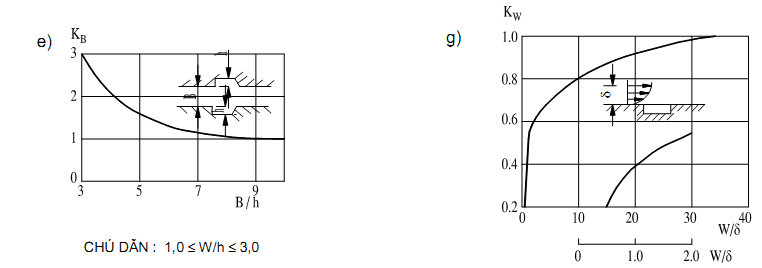 e)
K_B
3
2
1
0
3 5 7 9
B/h
B
h
CHÚ DẪN : 1,0 ≤ W/h ≤ 3,0
g)
K_W
1.0
0.8
0.6
0.4
0.2
δ
0 10 20 30 40
W/δ
0 1.0 2.0 W/δ